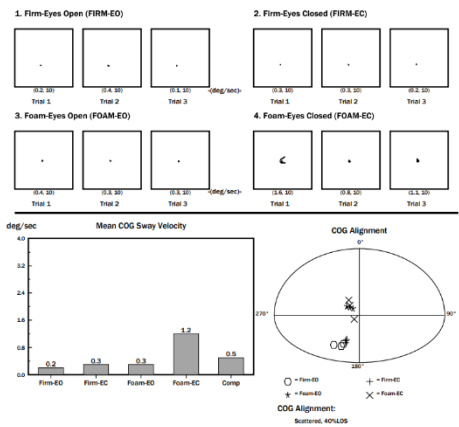 1. Firm-Eyes Open (FIRM-EO)
2. Firm-Eyes Closed (FIRM-EC)
(0.2, 10) (0.4, 10) (0.1, 10) -(deg/sec)- (0.3, 10) (0.3, 10) (0.2, 10)
Trial 1 Trial 2 Trial 3 Trial 1 Trial 2 Trial 3
3. Foam-Eyes Open (FOAM-EO)
4. Foam-Eyes Closed (FOAM-EC)
(0.4, 10) (0.3, 10) (0.3, 10) -(deg/sec)- (1.6, 10) (0.8, 10) (1.1, 10)
Trial 1 Trial 2 Trial 3 Trial 1 Trial 2 Trial 3
deg/sec
Mean COG Sway Velocity
4.0
3.2
2.4
1.6
0.8
0.0
0.2 0.3 0.3 1.2 0.5
Firm-EO Firm-EC Foam-EO Foam-EC Comp
COG Alignment
0°
270° 90°
180°
= Firm-EO = Firm-EC
= Foam-EO = Foam-EC
COG Alignment:
Scattered, 40%LOS